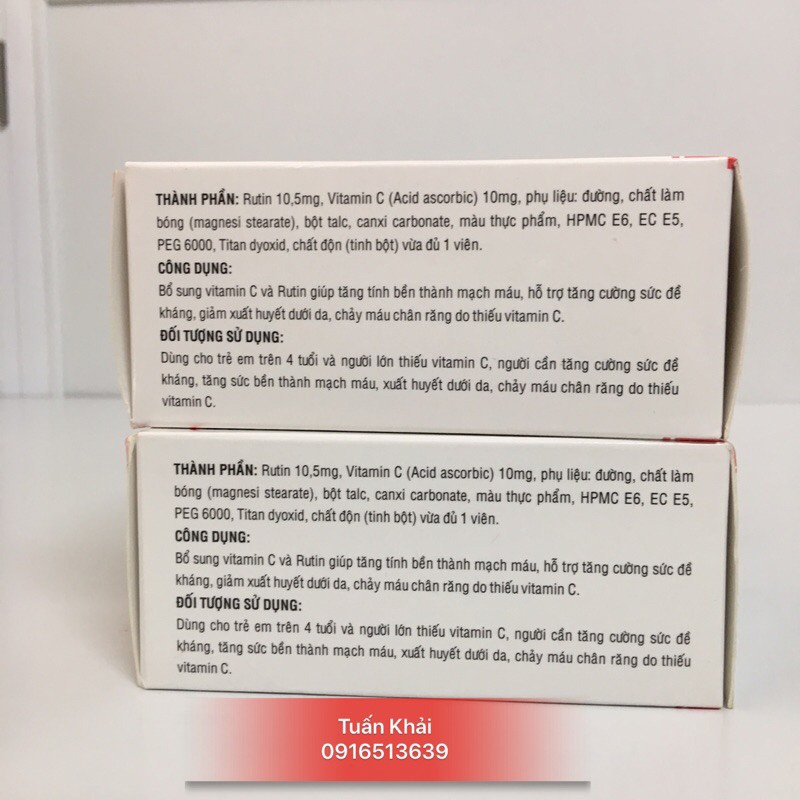 THÀNH PHẦN: Rutin 10,5mg, Vitamin C (Acid ascorbic) 10mg, phụ liệu: đường, chất làm
bóng (magnesi stearate), bột talc, canxi carbonate, màu thực phẩm, HPMC E6, EC E5,
PEG 6000, Titan dyoxid, chất độn (tinh bột) vừa đủ 1 viên.
CÔNG DỤNG:
Bổ sung vitamin C và Rutin giúp tăng tính bền thành mạch máu, hỗ trợ tăng cường sức đề
kháng, giảm xuất huyết dưới da, chảy máu chân răng do thiếu vitamin C.
ĐỐI TƯỢNG SỬ DỤNG:
Dùng cho trẻ em trên 4 tuổi và người lớn thiếu vitamin C, người cần tăng cường sức đề
kháng, tăng sức bền thành mạch máu, xuất huyết dưới da, chảy máu chân răng do thiếu
vitamin C.
THÀNH PHẦN: Rutin 10,5mg, Vitamin C (Acid ascorbic) 10mg, phụ liệu: đường, chất làm
bóng (magnesi stearate), bột talc, canxi carbonate, màu thực phẩm, HPMC E6, EC E5,
PEG 6000, Titan dyoxid, chất độn (tinh bột) vừa đủ 1 viên.
CÔNG DỤNG:
Bổ sung vitamin C và Rutin giúp tăng tính bền thành mạch máu, hỗ trợ tăng cường sức đề
kháng, giảm xuất huyết dưới da, chảy máu chân răng do thiếu vitamin C.
ĐỐI TƯỢNG SỬ DỤNG:
Dùng cho trẻ em trên 4 tuổi và người lớn thiếu vitamin C, người cần tăng cường sức đề
kháng, tăng sức bền thành mạch máu, xuất huyết dưới da, chảy máu chân răng do thiếu
vitamin C.
Tuấn Khải
0916513639